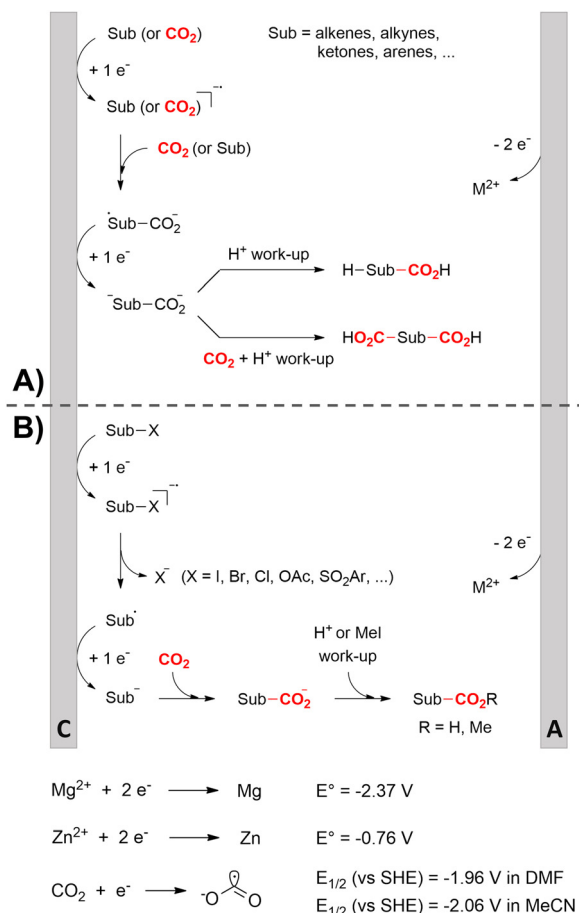 Sub (or CO₂)
Sub = alkenes, alkynes,
ketones, arenes, ...
+ 1 e⁻
Sub (or CO₂) ⁻•
CO₂ (or Sub)
- 2 e⁻
M²⁺
•Sub–CO₂⁻
+ 1 e⁻
H⁺ work-up
H–Sub–CO₂H
⁻Sub–CO₂⁻
HO₂C–Sub–CO₂H
CO₂ + H⁺ work-up
A)
B)
Sub–X
+ 1 e⁻
Sub–X ⁻•
- 2 e⁻
X⁻ (X = I, Br, Cl, OAc, SO₂Ar, ...)
M²⁺
Sub•
H⁺ or MeI
work-up
+ 1 e⁻
CO₂
Sub⁻
Sub–CO₂⁻
Sub–CO₂R
R = H, Me
C
A
Mg²⁺ + 2 e⁻ ⟶ Mg E° = -2.37 V
Zn²⁺ + 2 e⁻ ⟶ Zn E° = -0.76 V
CO₂ + e⁻ ⟶ ⁻O • O
E₁/₂ (vs SHE) = -1.96 V in DMF
E₁/₂ (vs SHE) = -2.06 V in MeCN